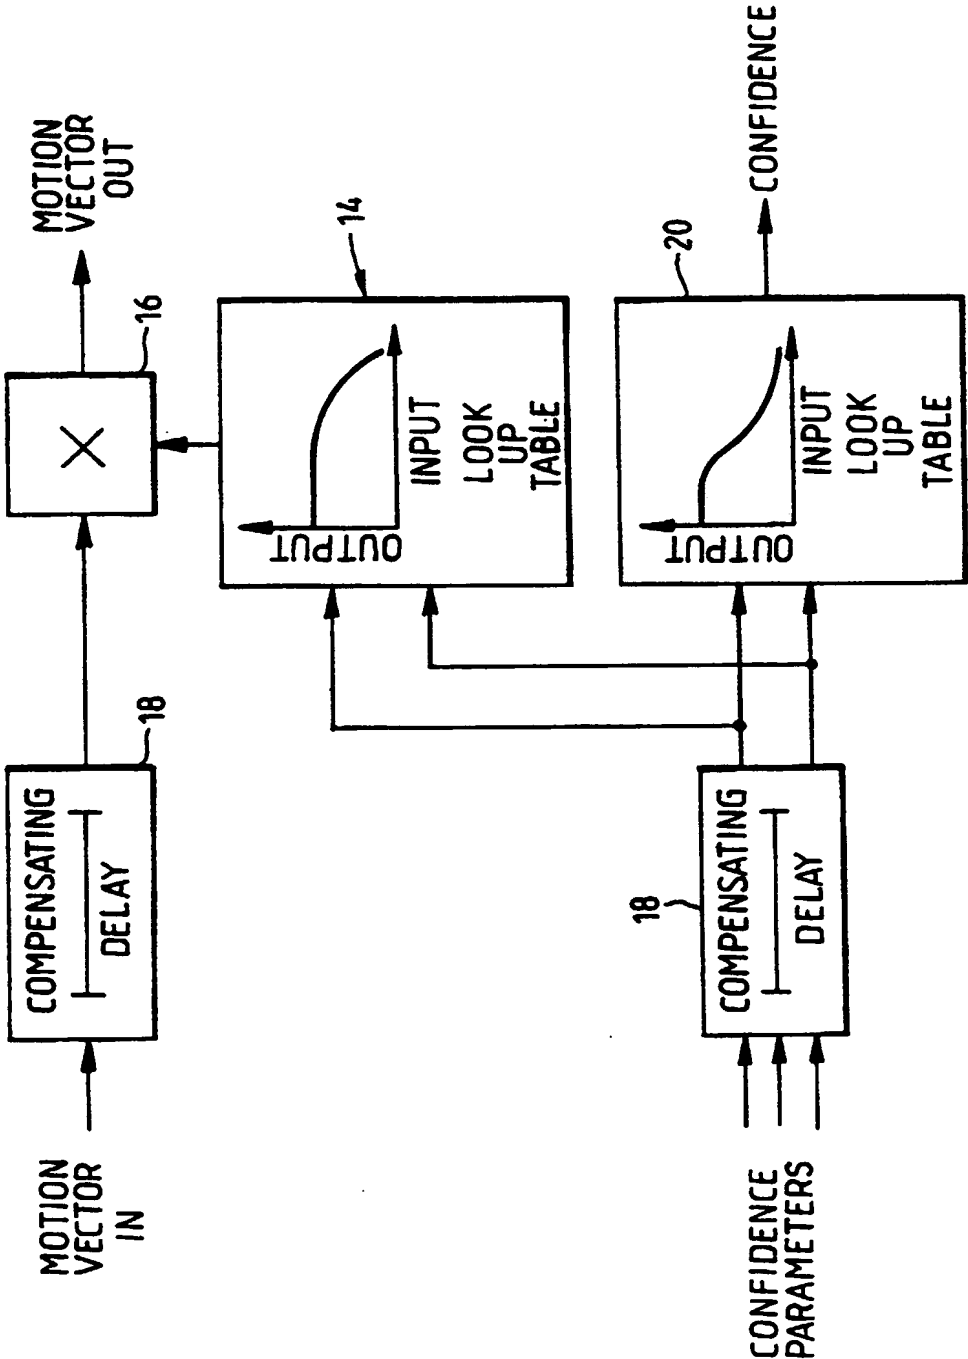 MOTION
VECTOR
IN
COMPENSATING
DELAY
18
16
MOTION
VECTOR
OUT
14
OUTPUT
INPUT
LOOK
UP
TABLE
CONFIDENCE
PARAMETERS
18
COMPENSATING
DELAY
20
OUTPUT
INPUT
LOOK
UP
TABLE
CONFIDENCE